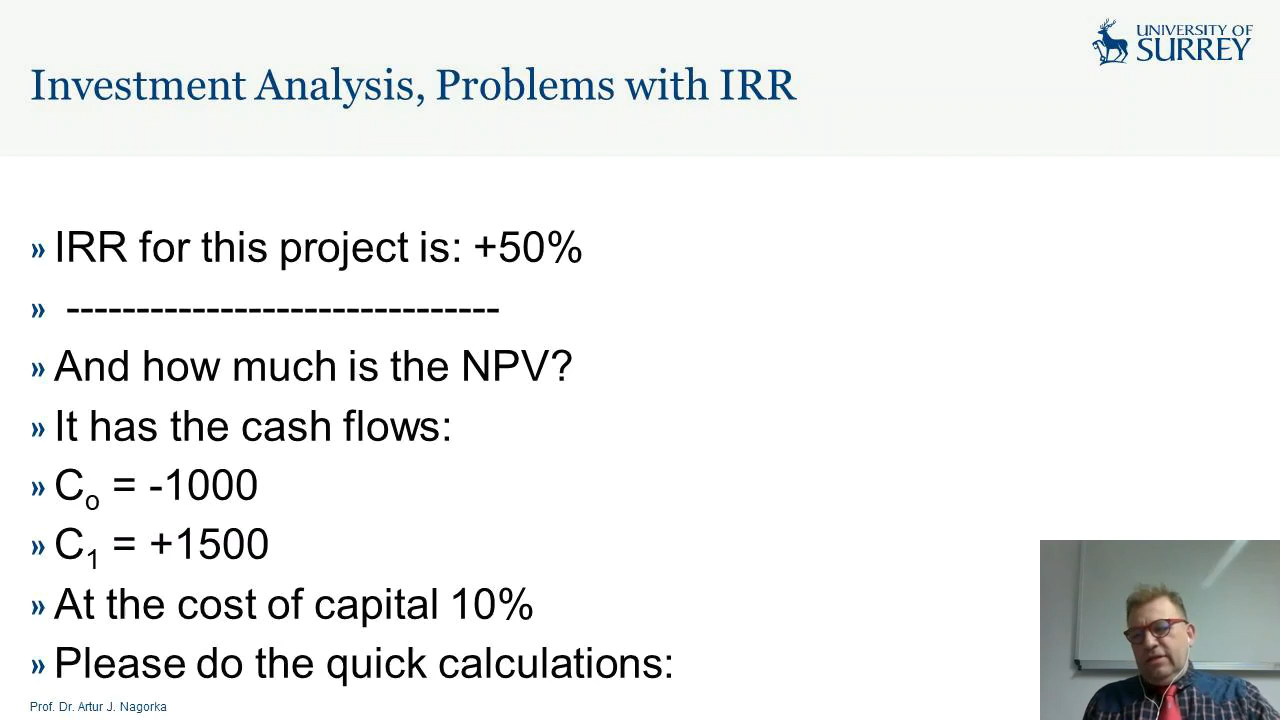 UNIVERSITY OF
SURREY
Investment Analysis, Problems with IRR
» IRR for this project is: +50%
» -------------------------------
» And how much is the NPV?
» It has the cash flows:
» Co = -1000
» C1 = +1500
» At the cost of capital 10%
» Please do the quick calculations:
Prof. Dr. Artur J. Nagorka